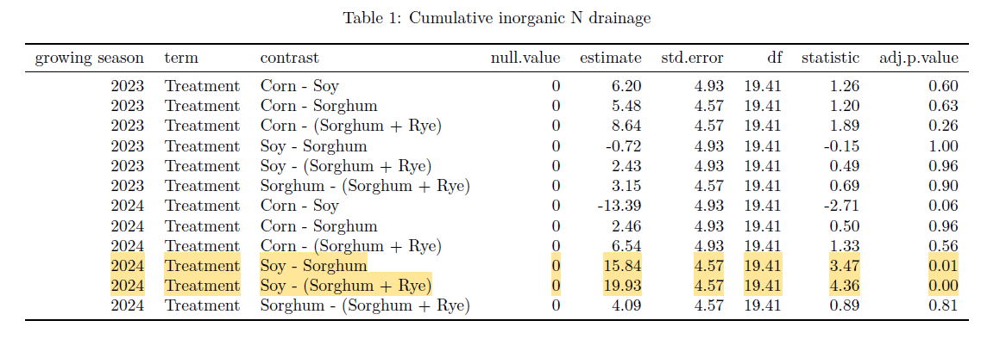 Table 1: Cumulative inorganic N drainage
growing season term contrast null.value estimate std.error df statistic adj.p.value
2023 Treatment Corn - Soy 0 6.20 4.93 19.41 1.26 0.60
2023 Treatment Corn - Sorghum 0 5.48 4.57 19.41 1.20 0.63
2023 Treatment Corn - (Sorghum + Rye) 0 8.64 4.57 19.41 1.89 0.26
2023 Treatment Soy - Sorghum 0 -0.72 4.93 19.41 -0.15 1.00
2023 Treatment Soy - (Sorghum + Rye) 0 2.43 4.93 19.41 0.49 0.96
2023 Treatment Sorghum - (Sorghum + Rye) 0 3.15 4.57 19.41 0.69 0.90
2024 Treatment Corn - Soy 0 -13.39 4.93 19.41 -2.71 0.06
2024 Treatment Corn - Sorghum 0 2.46 4.93 19.41 0.50 0.96
2024 Treatment Corn - (Sorghum + Rye) 0 6.54 4.93 19.41 1.33 0.56
2024 Treatment Soy - Sorghum 0 15.84 4.57 19.41 3.47 0.01
2024 Treatment Soy - (Sorghum + Rye) 0 19.93 4.57 19.41 4.36 0.00
2024 Treatment Sorghum - (Sorghum + Rye) 0 4.09 4.57 19.41 0.89 0.81